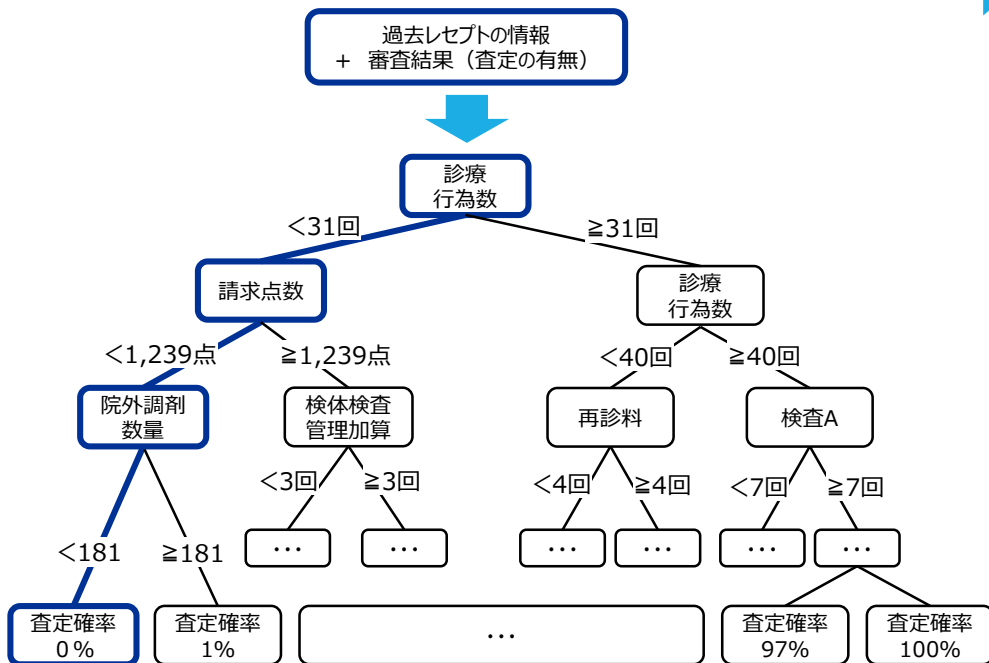 過去レセプトの情報
+ 審査結果（査定の有無）
診療
行為数
<31回
≧31回
請求点数
診療
行為数
<1,239点
≧1,239点
<40回
≧40回
院外調剤
数量
検体検査
管理加算
再診料
検査A
<3回
≧3回
<4回
≧4回
<7回
≧7回
…
…
…
…
…
…
<181
≧181
査定確率
0%
査定確率
1%
…
査定確率
97%
査定確率
100%